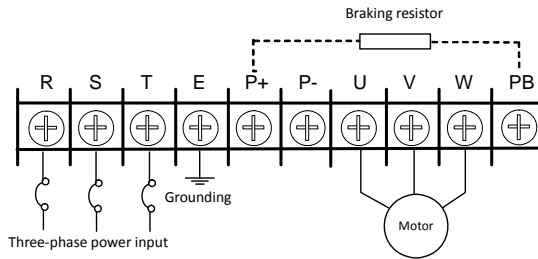 Braking resistor
R S T E P+ P- U V W PB
Grounding
Motor
Three-phase power input